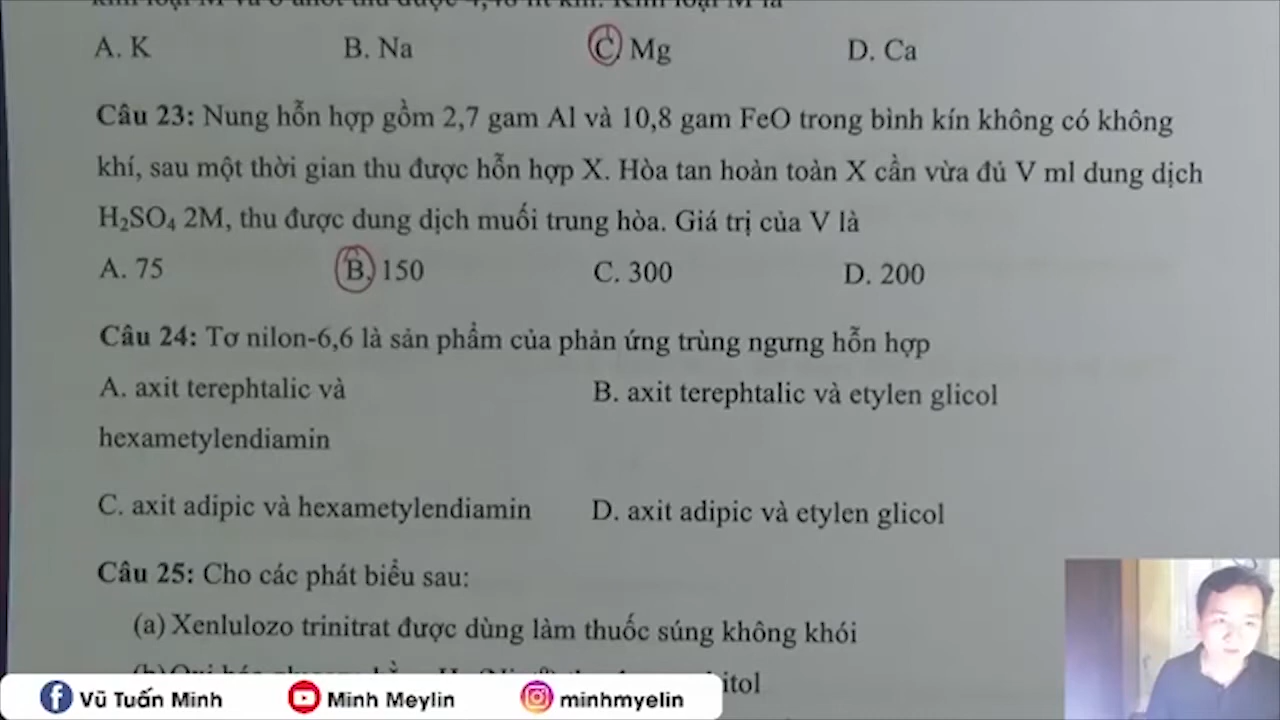 A. K B. Na C. Mg D. Ca
Câu 23: Nung hỗn hợp gồm 2,7 gam Al và 10,8 gam FeO trong bình kín không có không
khí, sau một thời gian thu được hỗn hợp X. Hòa tan hoàn toàn X cần vừa đủ V ml dung dịch
H₂SO₄ 2M, thu được dung dịch muối trung hòa. Giá trị của V là
A. 75 B. 150 C. 300 D. 200
Câu 24: Tơ nilon-6,6 là sản phẩm của phản ứng trùng ngưng hỗn hợp
A. axit terephtalic và B. axit terephtalic và etylen glicol
hexametylendiamin
C. axit adipic và hexametylendiamin D. axit adipic và etylen glicol
Câu 25: Cho các phát biểu sau:
(a) Xenlulozo trinitrat được dùng làm thuốc súng không khói
Vũ Tuấn Minh Minh Meylin minhmyelin